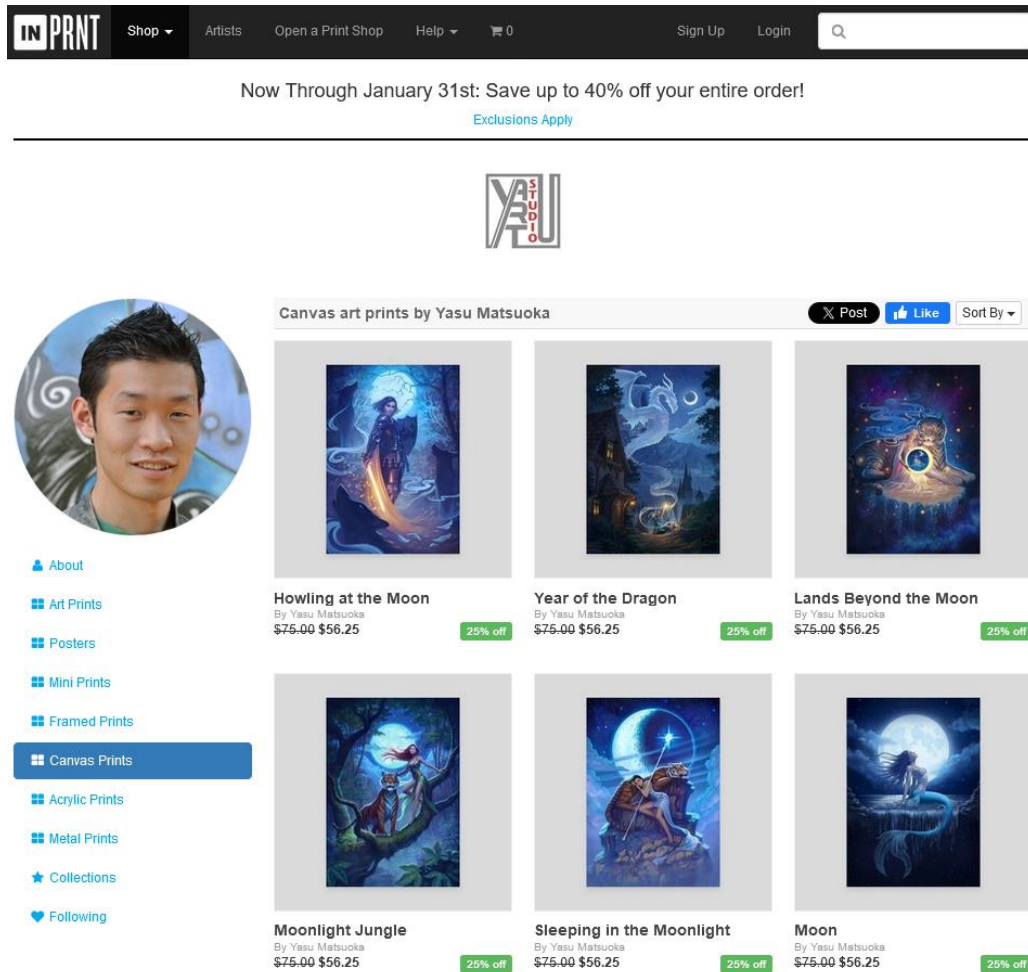 INPRNT Shop Artists Open a Print Shop Help 0 Sign Up Login
Now Through January 31st: Save up to 40% off your entire order!
Exclusions Apply
YASU
ART
STUDIO
Canvas art prints by Yasu Matsuoka
Post Like Sort By
About
Art Prints
Posters
Mini Prints
Framed Prints
Canvas Prints
Acrylic Prints
Metal Prints
Collections
Following
Howling at the Moon
By Yasu Matsuoka
$75.00 $56.25 25% off
Year of the Dragon
By Yasu Matsuoka
$75.00 $56.25 25% off
Lands Beyond the Moon
By Yasu Matsuoka
$75.00 $56.25 25% off
Moonlight Jungle
By Yasu Matsuoka
$75.00 $56.25 25% off
Sleeping in the Moonlight
By Yasu Matsuoka
$75.00 $56.25 25% off
Moon
By Yasu Matsuoka
$75.00 $56.25 25% off